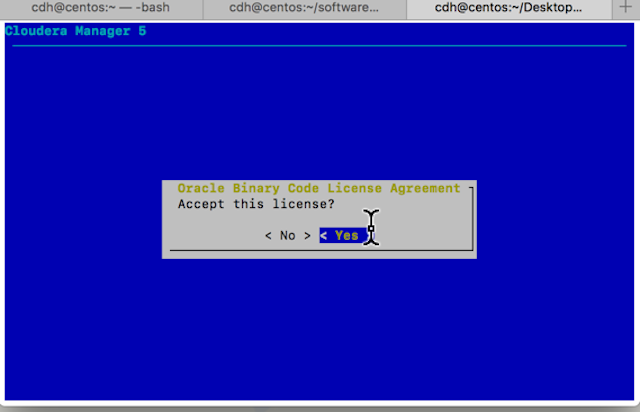 cdh@centos:~ — -bash
cdh@centos:~/software...
cdh@centos:~/Desktop...
+
Cloudera Manager 5
Oracle Binary Code License Agreement
Accept this license?
< No > < Yes >